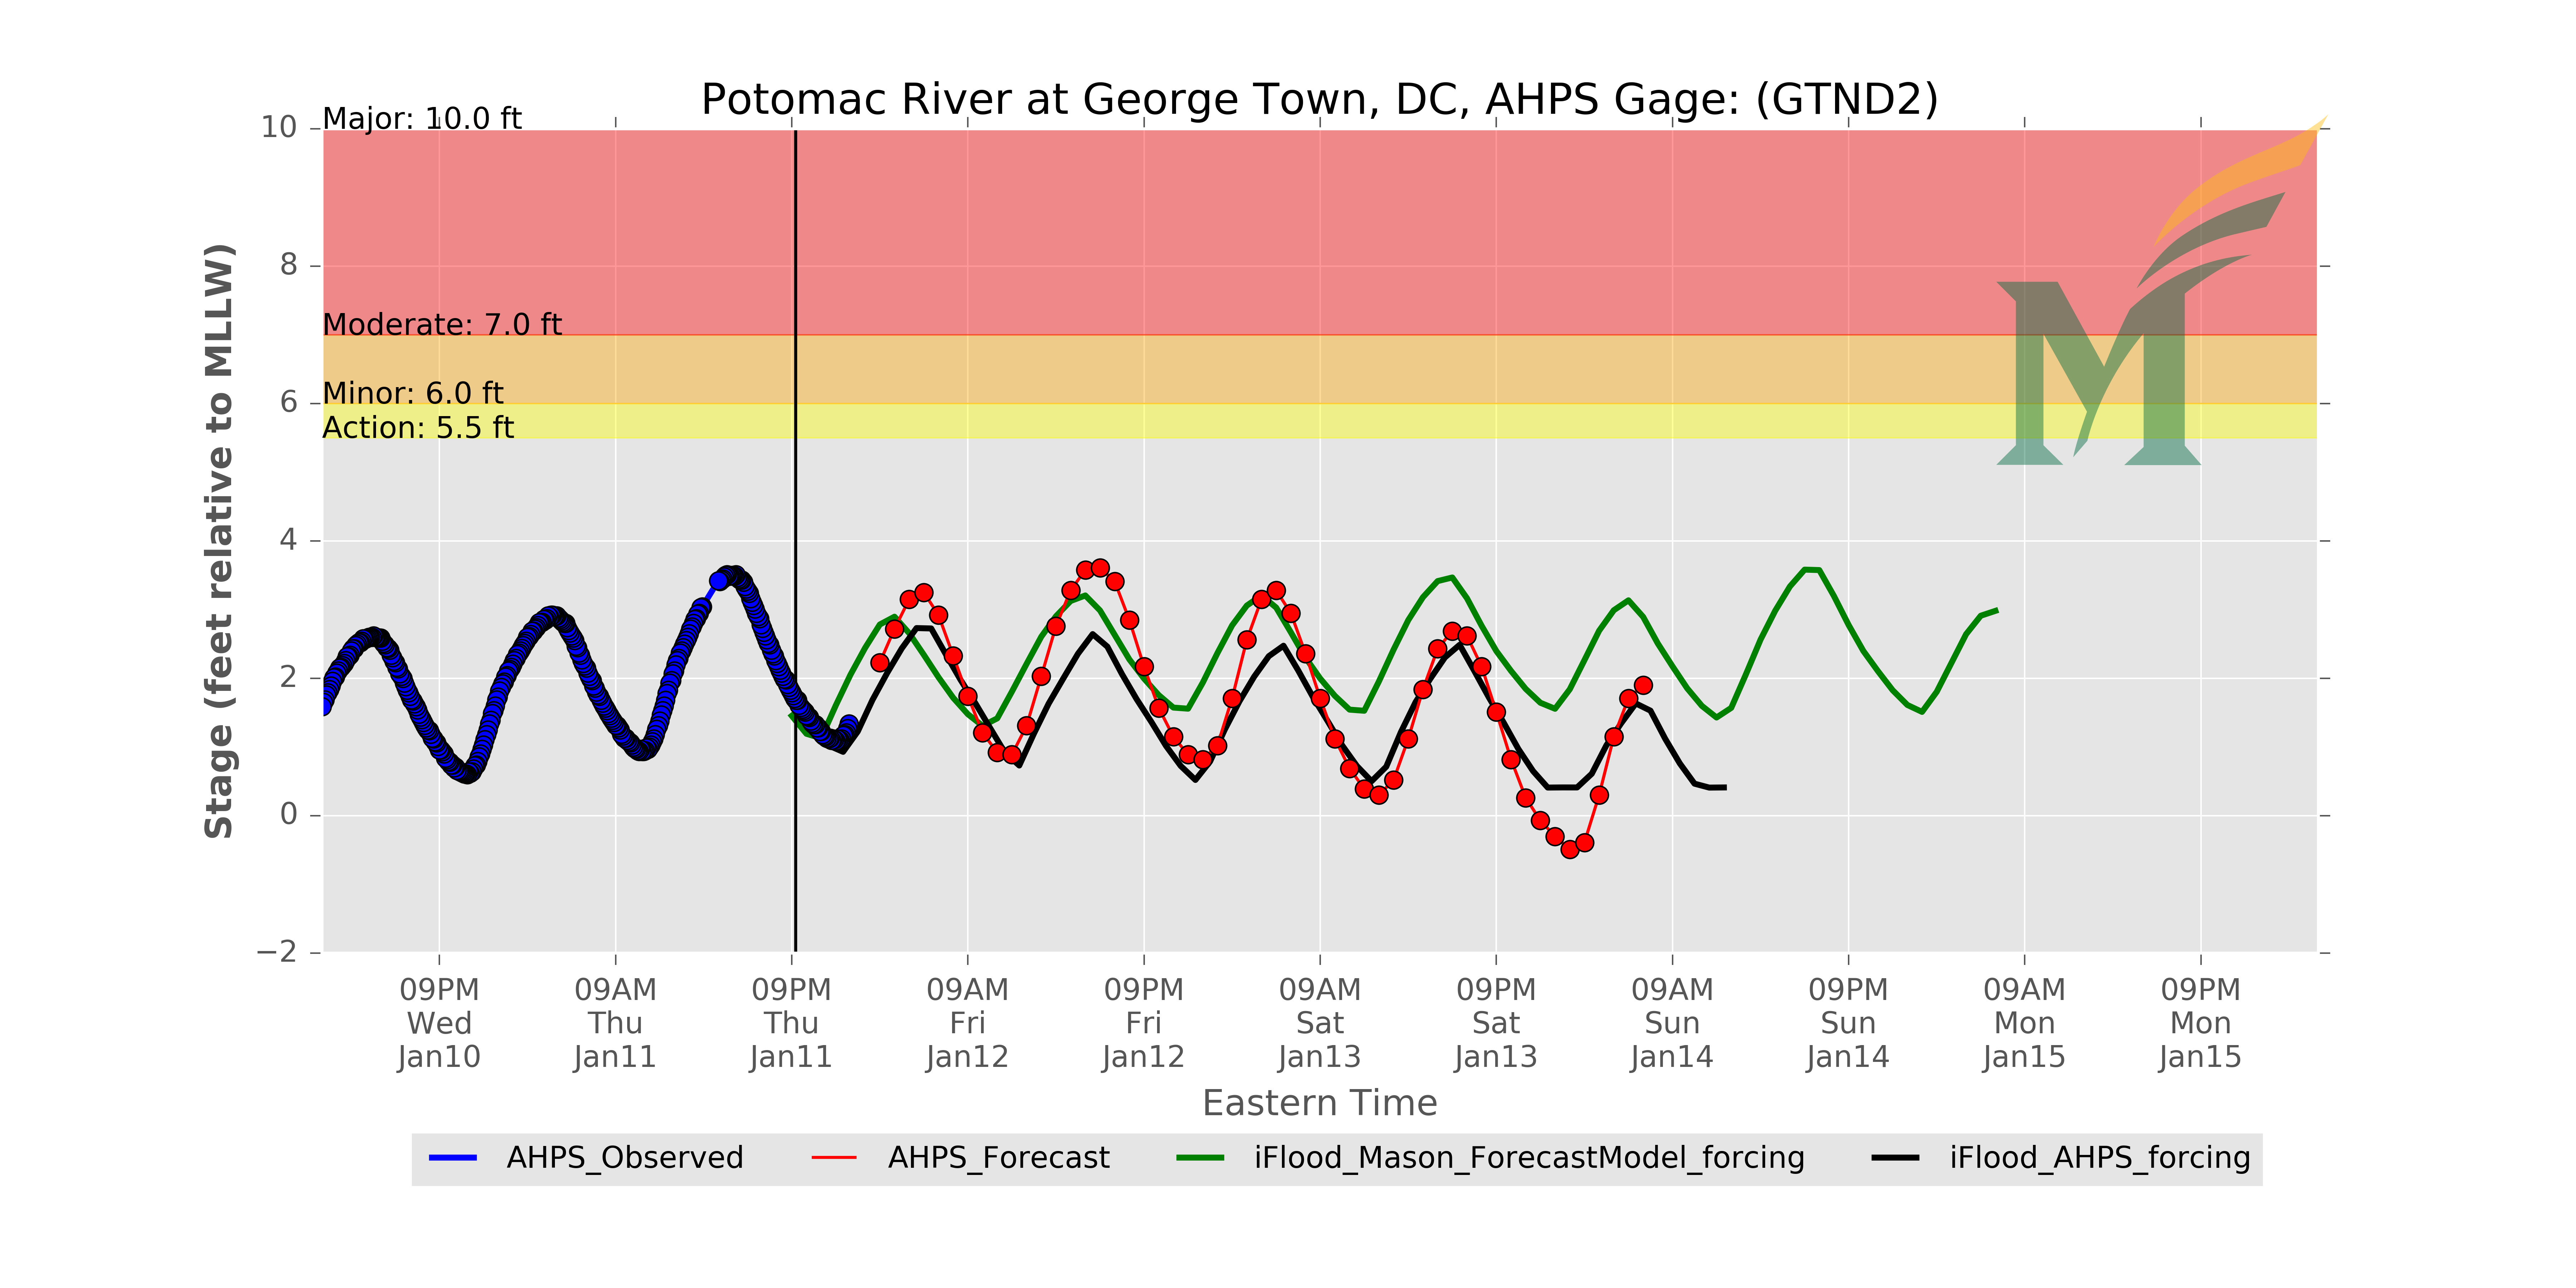 Potomac River at George Town, DC, AHPS Gage: (GTND2)
Major: 10.0 ft
Moderate: 7.0 ft
Minor: 6.0 ft
Action: 5.5 ft
10
8
6
4
2
0
−2
Stage (feet relative to MLLW)
09PM 09AM 09PM 09AM 09PM 09AM 09PM 09AM 09PM 09AM 09PM
Wed Thu Thu Fri Fri Sat Sat Sun Sun Mon Mon
Jan10 Jan11 Jan11 Jan12 Jan12 Jan13 Jan13 Jan14 Jan14 Jan15 Jan15
Eastern Time
AHPS_Observed AHPS_Forecast iFlood_Mason_ForecastModel_forcing iFlood_AHPS_forcing
M